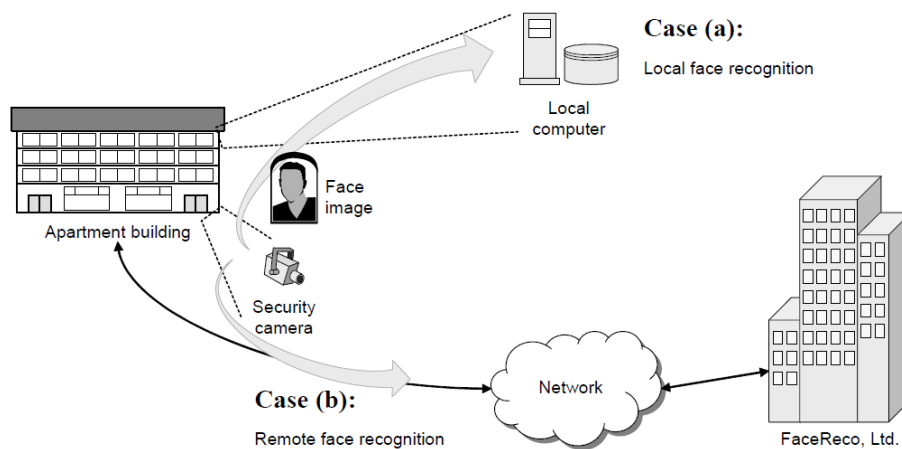 Case (a):
Local face recognition
Local
computer
Face
image
Apartment building
Security
camera
Network
Case (b):
Remote face recognition
FaceReco, Ltd.